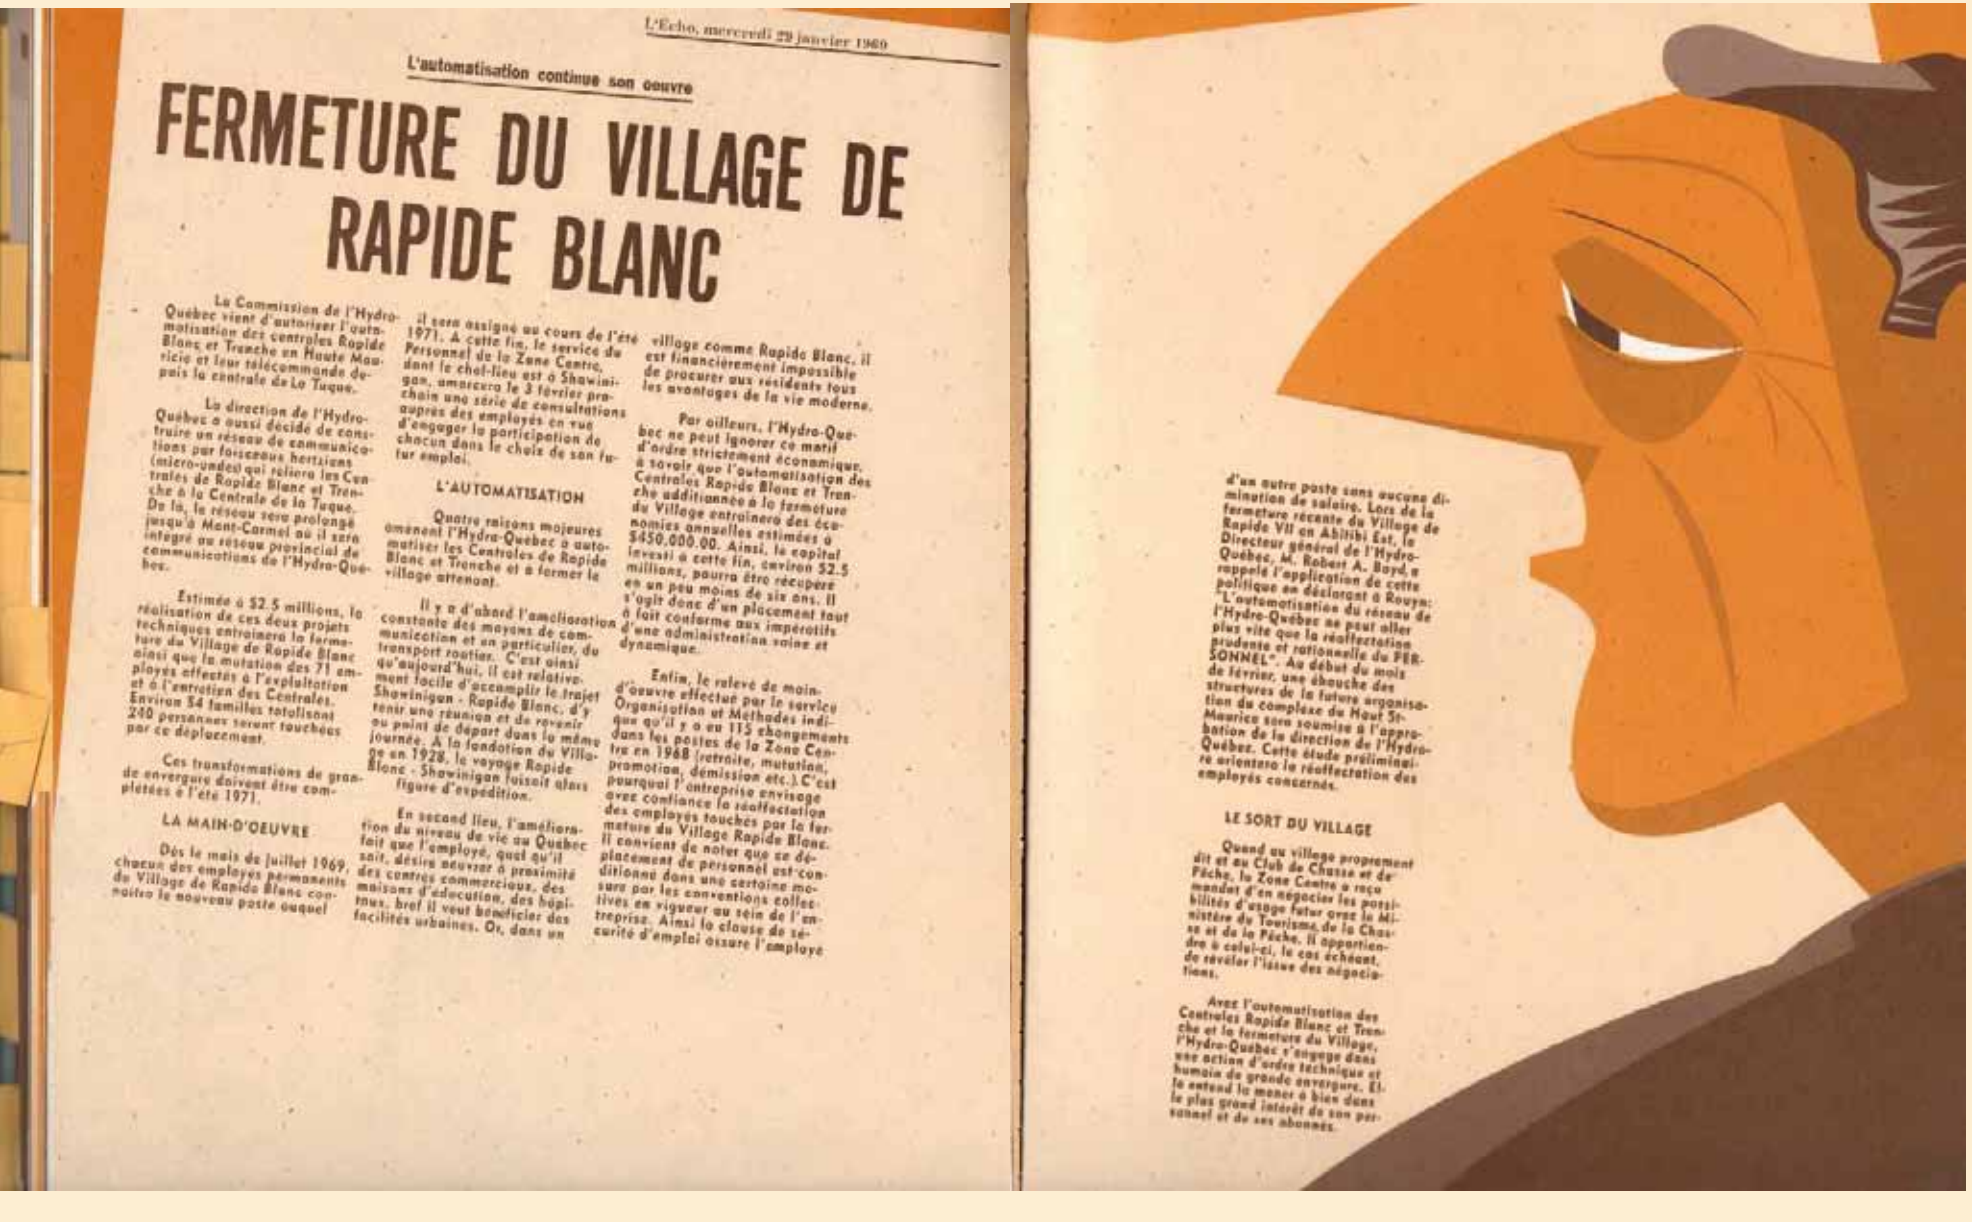 L'Écho, mercredi 29 janvier 1969
L'automatisation continue son oeuvre
FERMETURE DU VILLAGE DE
RAPIDE BLANC
La Commission de l'Hydro-
Québec vient d'autoriser l'auto-
matisation des centrales Rapide
Blanc et Trenche en Haute Mau-
ricie et leur télécommande de-
puis la centrale de La Tuque.
La direction de l'Hydro-
Québec a aussi décidé de cons-
truire un réseau de communica-
tions par faisceaux hertziens
(micro-ondes) qui reliera les Cen-
trales de Rapide Blanc et Tren-
che à la Centrale de la Tuque.
De là, le réseau sera prolongé
jusqu'à Mont-Carmel où il sera
intégré au réseau provincial de
communications de l'Hydro-Qué-
bec.
Estimée à $2.5 millions, la
réalisation de ces deux projets
techniques entraînera la ferme-
ture du Village de Rapide Blanc
ainsi que la mutation des 71 em-
ployés affectés à l'exploitation
et à l'entretien des Centrales.
Environ 54 familles totalisant
240 personnes seront touchées
par ce déplacement.
Ces transformations de gran-
de envergure doivent être com-
plétées à l'été 1971.
LA MAIN-D'OEUVRE
Dès le mois de juillet 1969,
chacun des employés permanents
du Village de Rapide Blanc con-
naîtra le nouveau poste auquel
il sera assigné au cours de l'été
1971. A cette fin, le service du
Personnel de la Zone Centre,
dont le chef-lieu est à Shawini-
gan, amorcera le 3 février pro-
chain une série de consultations
auprès des employés en vue
d'engager la participation de
chacun dans le choix de son fu-
tur emploi.
L'AUTOMATISATION
Quatre raisons majeures
amènent l'Hydro-Québec à auto-
matiser les Centrales de Rapide
Blanc et Trenche et à fermer le
village attenant.
Il y a d'abord l'amélioration
constante des moyens de com-
munication et en particulier, du
transport routier. C'est ainsi
qu'aujourd'hui, il est relative-
ment facile d'accomplir le trajet
Shawinigan - Rapide Blanc, d'y
tenir une réunion et de revenir
au point de départ dans la même
journée. A la fondation du Villa-
ge en 1928, le voyage Rapide
Blanc - Shawinigan faisait alors
figure d'expédition.
En second lieu, l'améliora-
tion du niveau de vie au Québec
fait que l'employé, quel qu'il
soit, désire oeuvrer à proximité
des centres commerciaux, des
maisons d'éducation, des hôpi-
taux, bref il veut bénéficier des
facilités urbaines. Or, dans un
village comme Rapide Blanc, il
est financièrement impossible
de procurer aux résidents tous
les avantages de la vie moderne.
Par ailleurs, l'Hydro-Qué-
bec ne peut ignorer ce motif
d'ordre strictement économique,
à savoir que l'automatisation des
Centrales Rapide Blanc et Tren-
che additionnée à la fermeture
du Village entraînera des éco-
nomies annuelles estimées à
$450,000.00. Ainsi, le capital
investi à cette fin, environ $2.5
millions, pourra être récupéré
en un peu moins de six ans. Il
s'agit donc d'un placement tout
à fait conforme aux impératifs
d'une administration saine et
dynamique.
Enfin, le relevé de main-
d'oeuvre effectué par le service
Organisation et Méthodes indi-
que qu'il y a eu 115 changements
dans les postes de la Zone Cen-
tre en 1968 (retraite, mutation,
promotion, démission etc.). C'est
pourquoi l'entreprise envisage
avec confiance la réaffectation
des employés touchés par la fer-
meture du Village Rapide Blanc.
Il convient de noter que ce dé-
placement de personnel est con-
ditionné dans une certaine me-
sure par les conventions collec-
tives en vigueur au sein de l'en-
treprise. Ainsi la clause de sé-
curité d'emploi assure l'employé
d'un autre poste sans aucune di-
minution de salaire. Lors de la
fermeture récente du Village de
Rapide VII en Abitibi Est, le
Directeur général de l'Hydro-
Québec, M. Robert A. Boyd, a
rappelé l'application de cette
politique en déclarant à Rouyn:
"L'automatisation du réseau de
l'Hydro-Québec ne peut aller
plus vite que la réaffectation
prudente et rationnelle du PER-
SONNEL". Au début du mois
de février, une ébauche des
structures de la future organisa-
tion du complexe du Haut St-
Maurice sera soumise à l'appro-
bation de la direction de l'Hydro-
Québec. Cette étude préliminai-
re orientera la réaffectation des
employés concernés.
LE SORT DU VILLAGE
Quand au village proprement
dit et au Club de Chasse et de
Pêche, la Zone Centre a reçu
mandat d'en négocier les possi-
bilités d'usage futur avec le Mi-
nistère du Tourisme, de la Chas-
se et de la Pêche. Il appartien-
dra à celui-ci, le cas échéant,
de révéler l'issue des négocia-
tions.
Avec l'automatisation des
Centrales Rapide Blanc et Tren-
che et la fermeture du Village,
l'Hydro-Québec s'engage dans
une action d'ordre technique et
humain de grande envergure. El-
le entend la mener à bien dans
le plus grand intérêt de son per-
sonnel et de ses abonnés.